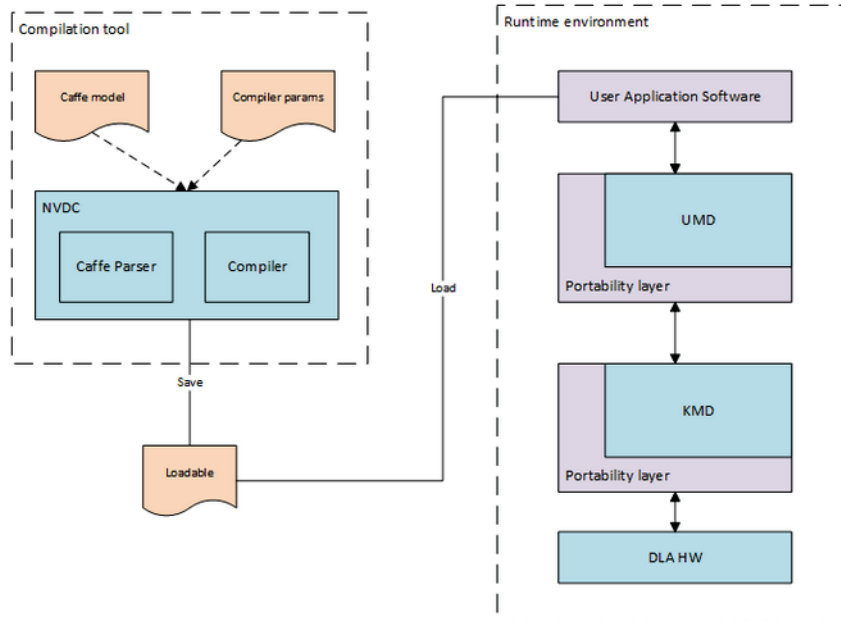 Compilation tool
Caffe model
Compiler params
NVDC
Caffe Parser
Compiler
Save
Loadable
Load
Runtime environment
User Application Software
UMD
Portability layer
KMD
Portability layer
DLA HW